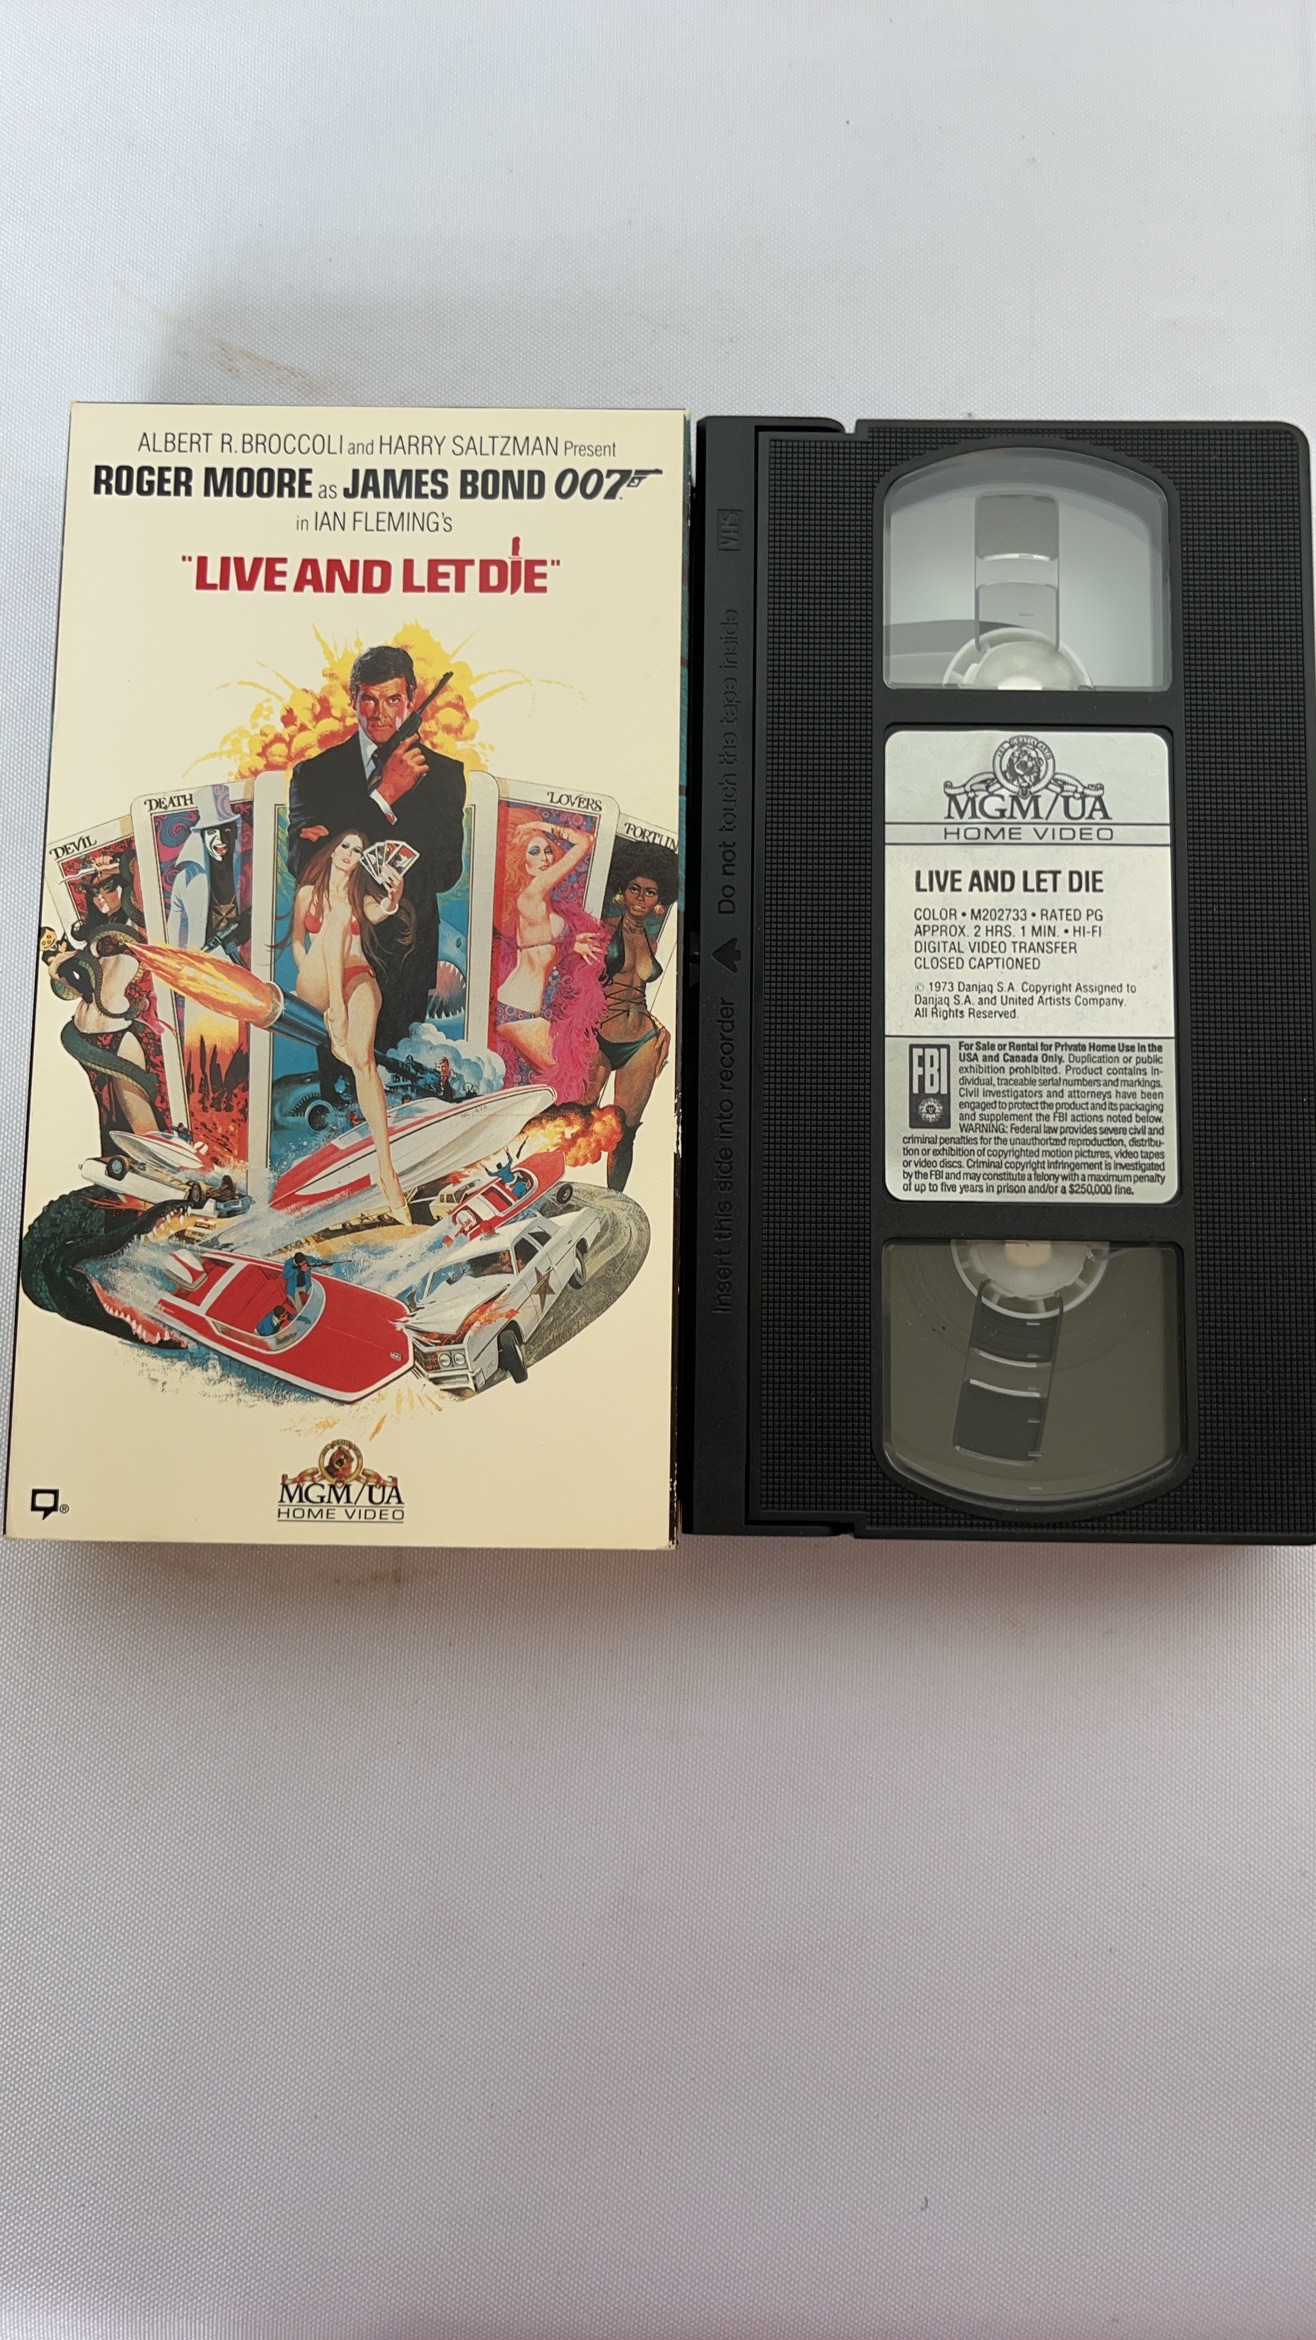 ALBERT R. BROCCOLI and HARRY SALTZMAN Present
ROGER MOORE as JAMES BOND 007
in IAN FLEMING's
"LIVE AND LET DIE"
DEVIL
DEATH
LOVERS
FORTUN
®
MGM/UA
HOME VIDEO
VHS
Insert this side into recorder ▲ Do not touch the tape inside
MGM/UA
HOME VIDEO
LIVE AND LET DIE
COLOR • M202733 • RATED PG
APPROX. 2 HRS. 1 MIN. • HI-FI
DIGITAL VIDEO TRANSFER
CLOSED CAPTIONED
© 1973 Danjaq S.A. Copyright Assigned to
Danjaq S.A. and United Artists Company.
All Rights Reserved.
FBI
For Sale or Rental for Private Home Use in the
USA and Canada Only. Duplication or public
exhibition prohibited. Product contains in-
dividual, traceable serial numbers and markings.
Civil investigators and attorneys have been
engaged to protect the product and its packaging
and supplement the FBI actions noted below.
WARNING: Federal law provides severe civil and
criminal penalties for the unauthorized reproduction, distribu-
tion or exhibition of copyrighted motion pictures, video tapes
or video discs. Criminal copyright infringement is investigated
by the FBI and may constitute a felony with a maximum penalty
of up to five years in prison and/or a $250,000 fine.